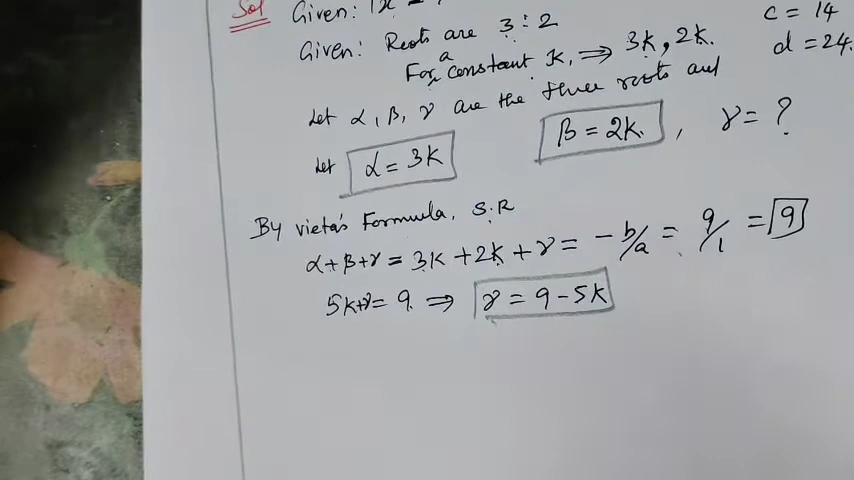 Sol Given: 1x
c = 14
Given: Roots are 3:2
d = 24.
For a constant K, ⇒ 3K, 2K.
Let α, β, γ are the three roots and
Let α = 3K β = 2K. , γ = ?
By vieta's Formula, S.R
α+β+γ = 3K + 2K + γ = -b/a = 9/1 = 9
5K+γ = 9. ⇒ γ = 9 - 5K